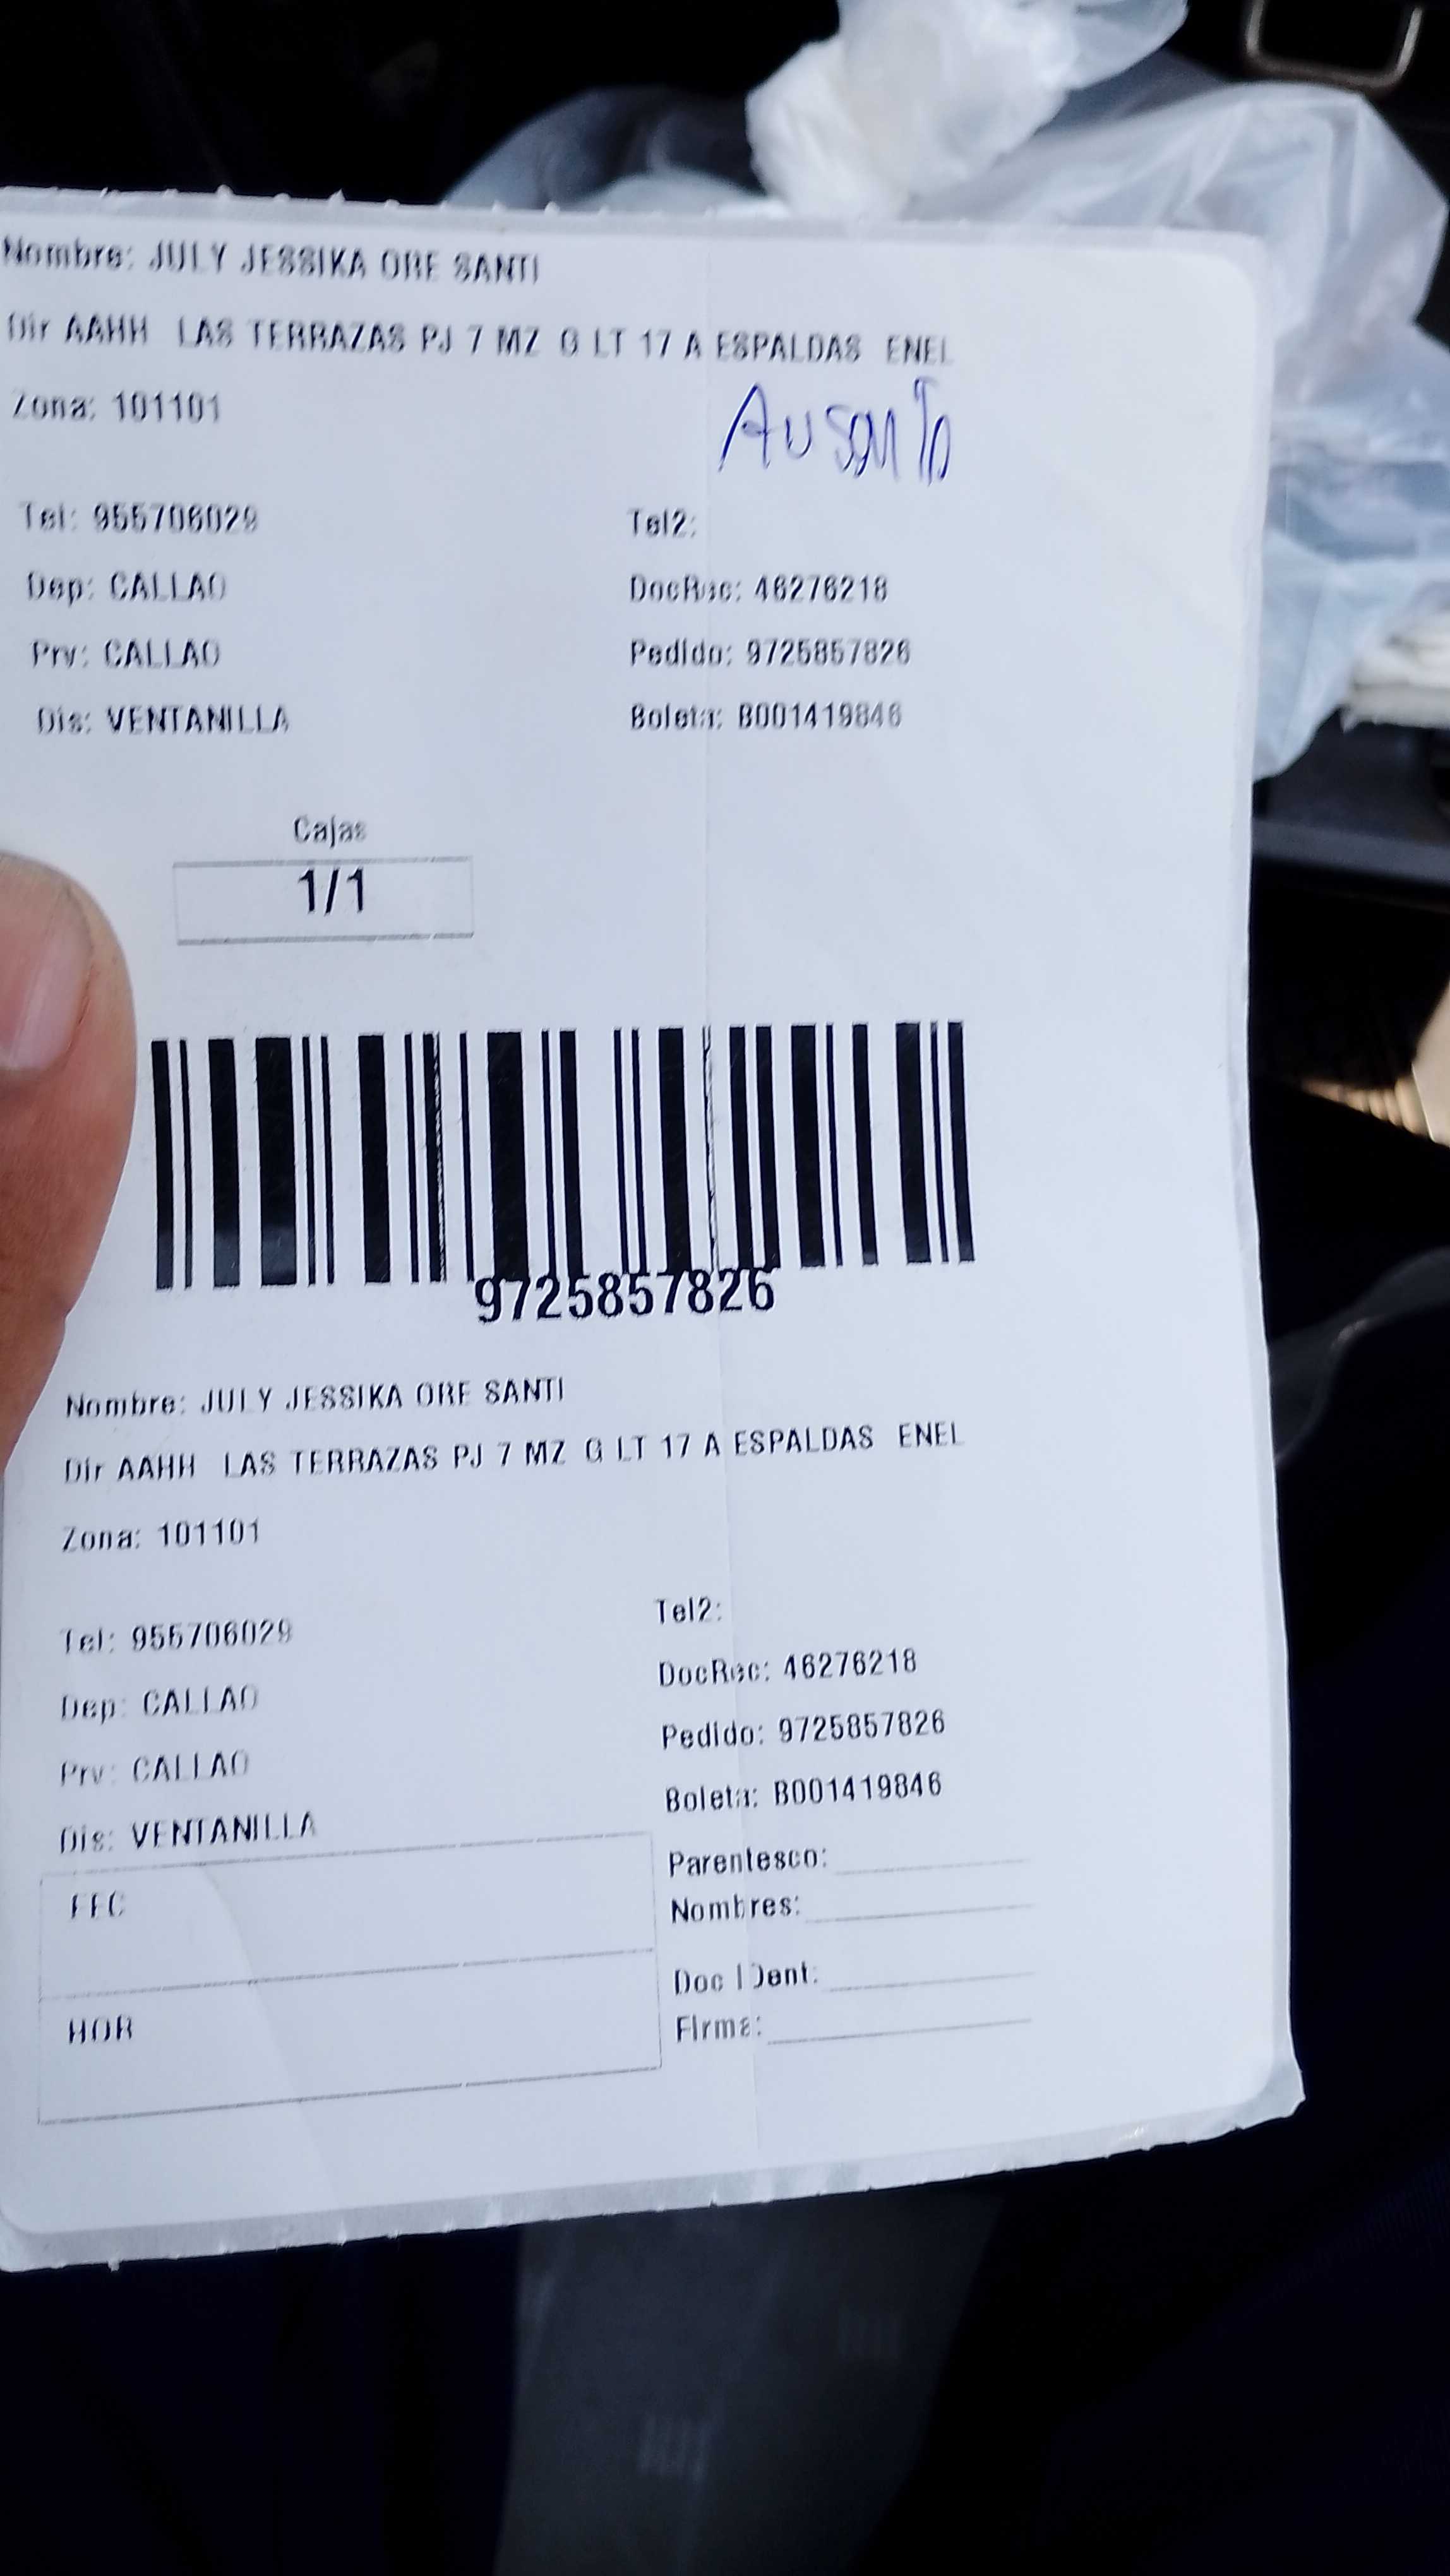 Nombre: JULY JESSIKA ORE SANTI
Dir AAHH LAS TERRAZAS PJ 7 MZ G LT 17 A ESPALDAS ENEL
Zona: 101101
Ausento
Tel: 955706029 Tel2:
Dep: CALLAO DocRec: 46276218
Prv: CALLAO Pedido: 9725857826
Dis: VENTANILLA Boleta: B001419846
Cajas
1/1
9725857826
Nombre: JULY JESSIKA ORE SANTI
Dir AAHH LAS TERRAZAS PJ 7 MZ G LT 17 A ESPALDAS ENEL
Zona: 101101
Tel: 955706029 Tel2:
Dep: CALLAO DocRec: 46276218
Prv: CALLAO Pedido: 9725857826
Dis: VENTANILLA Boleta: B001419846
FEC Parentesco:
Nombres:
HOR Doc IDent:
Firma: